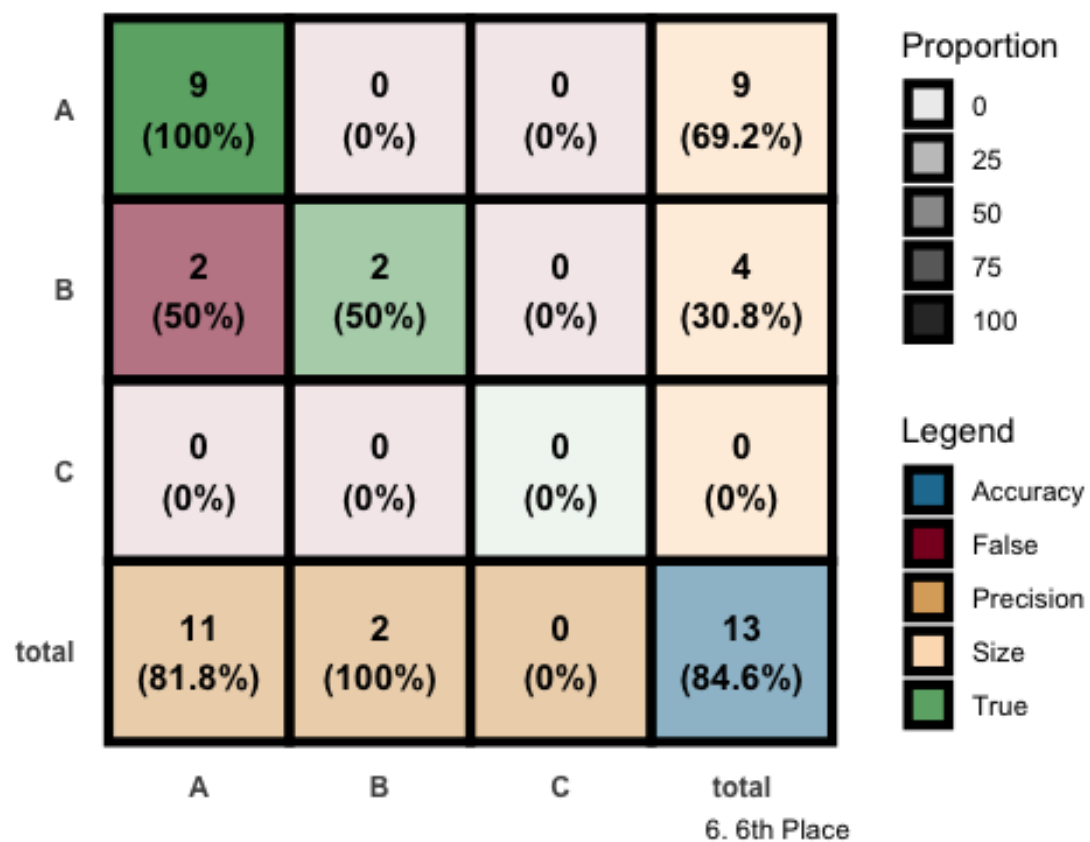 Proportion
0
25
50
75
100
Legend
Accuracy
False
Precision
Size
True
A
9 0 0 9
(100%) (0%) (0%) (69.2%)
B
2 2 0 4
(50%) (50%) (0%) (30.8%)
C
0 0 0 0
(0%) (0%) (0%) (0%)
total
11 2 0 13
(81.8%) (100%) (0%) (84.6%)
A B C total
6. 6th Place